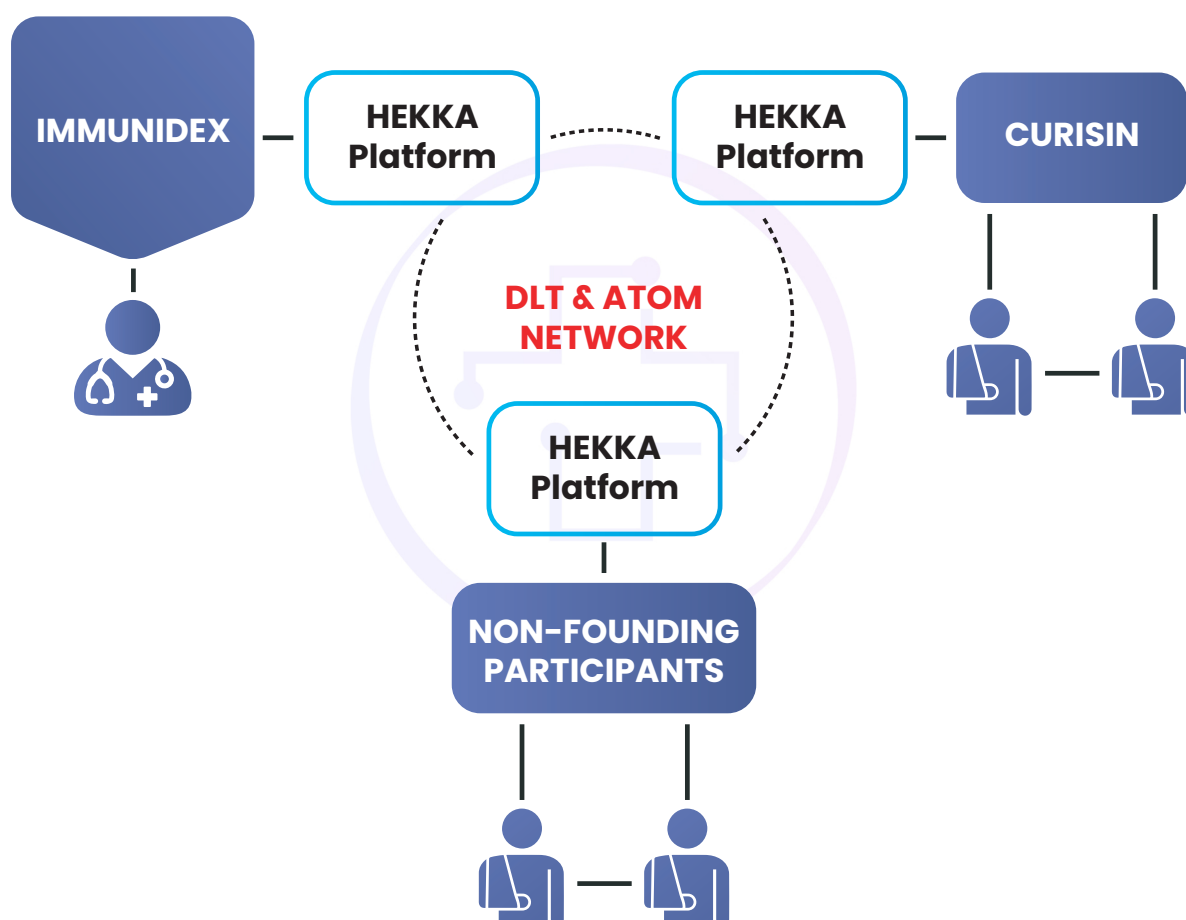 IMMUNIDEX
HEKKA
Platform
HEKKA
Platform
CURISIN
DLT & ATOM
NETWORK
HEKKA
Platform
NON-FOUNDING
PARTICIPANTS